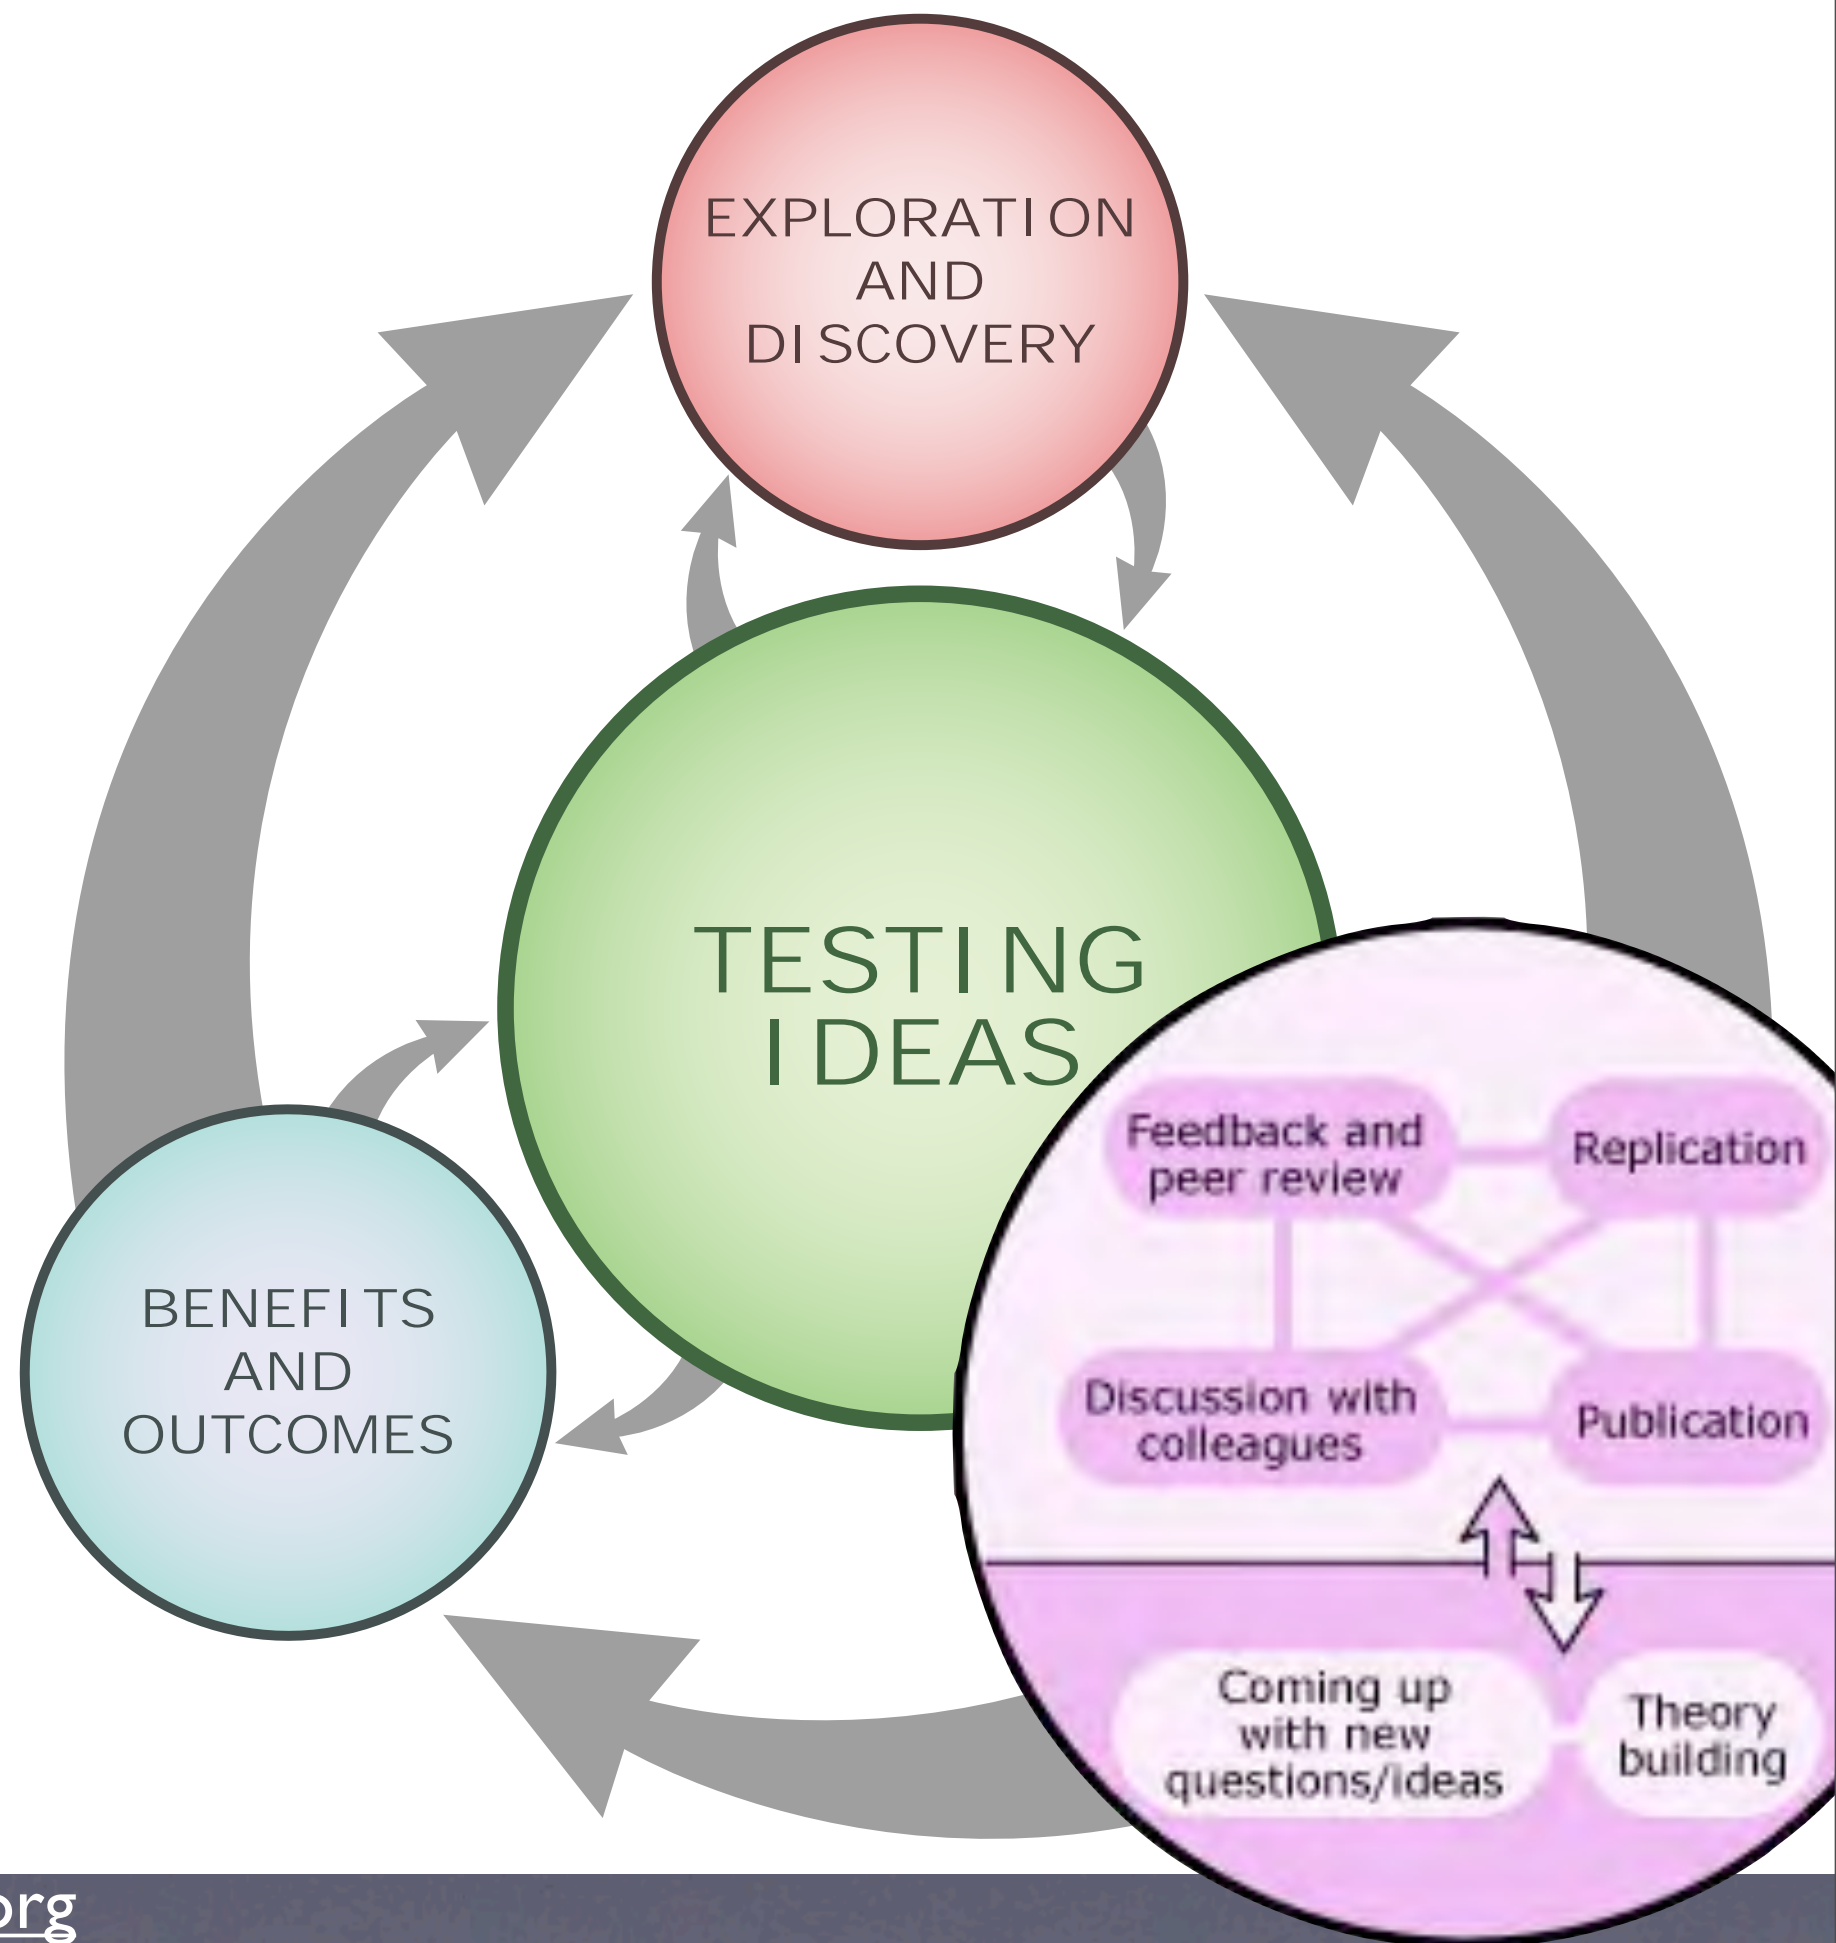 EXPLORATION
AND
DISCOVERY
TESTING
IDEAS
BENEFITS
AND
OUTCOMES
Feedback and
peer review
Replication
Discussion with
colleagues
Publication
Coming up
with new
questions/ideas
Theory
building
org